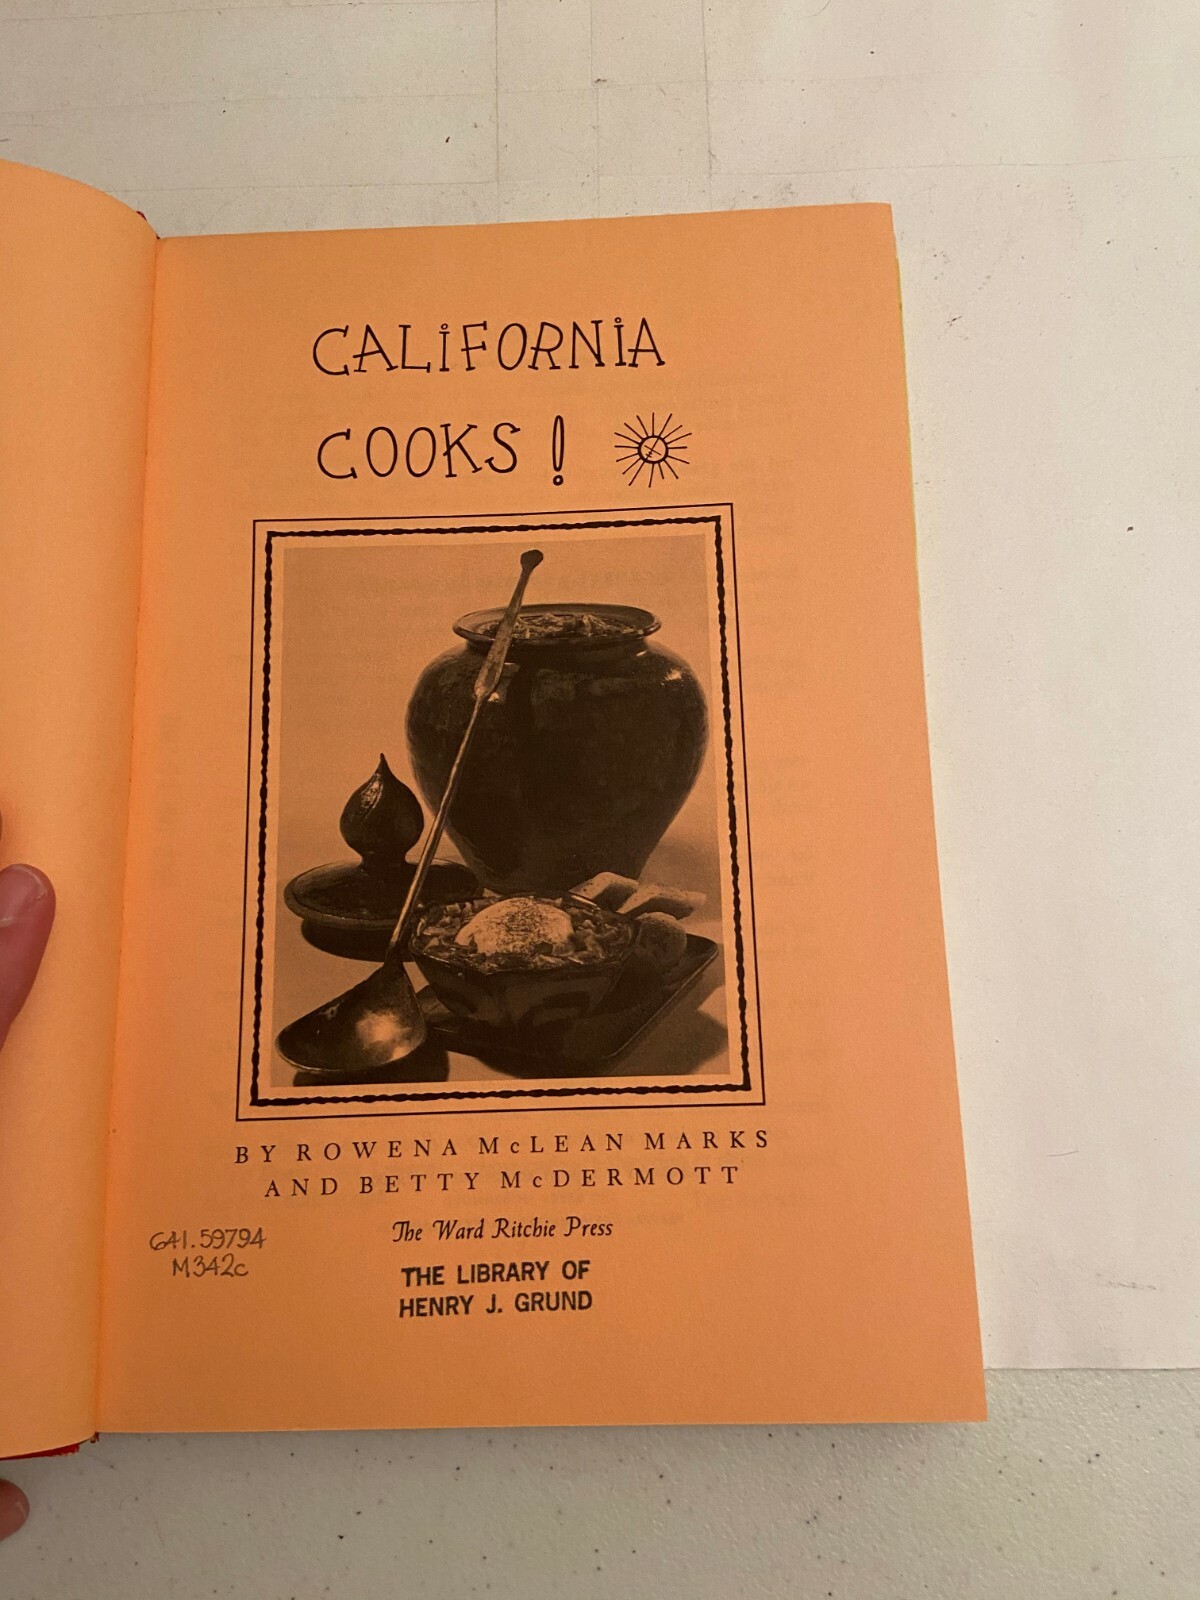 CALIFORNIA
COOKS!
BY ROWENA McLEAN MARKS
AND BETTY McDERMOTT
The Ward Ritchie Press
641.59794
M342c
THE LIBRARY OF
HENRY J. GRUND